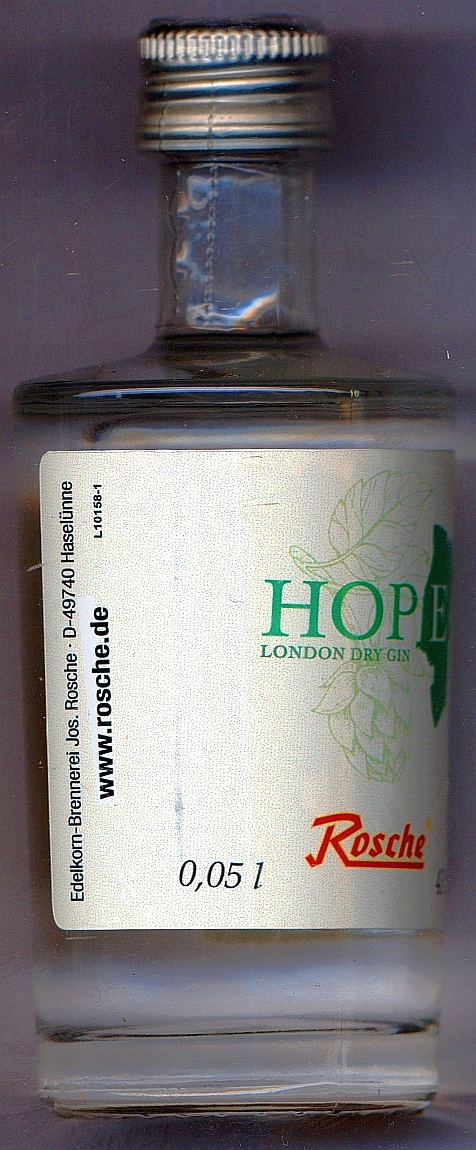 Edelkorn-Brennerei Jos. Rosche · D-49740 Haselünne
www.rosche.de
L10158-1
HOPE
LONDON DRY GIN
Rosche
0,05 l